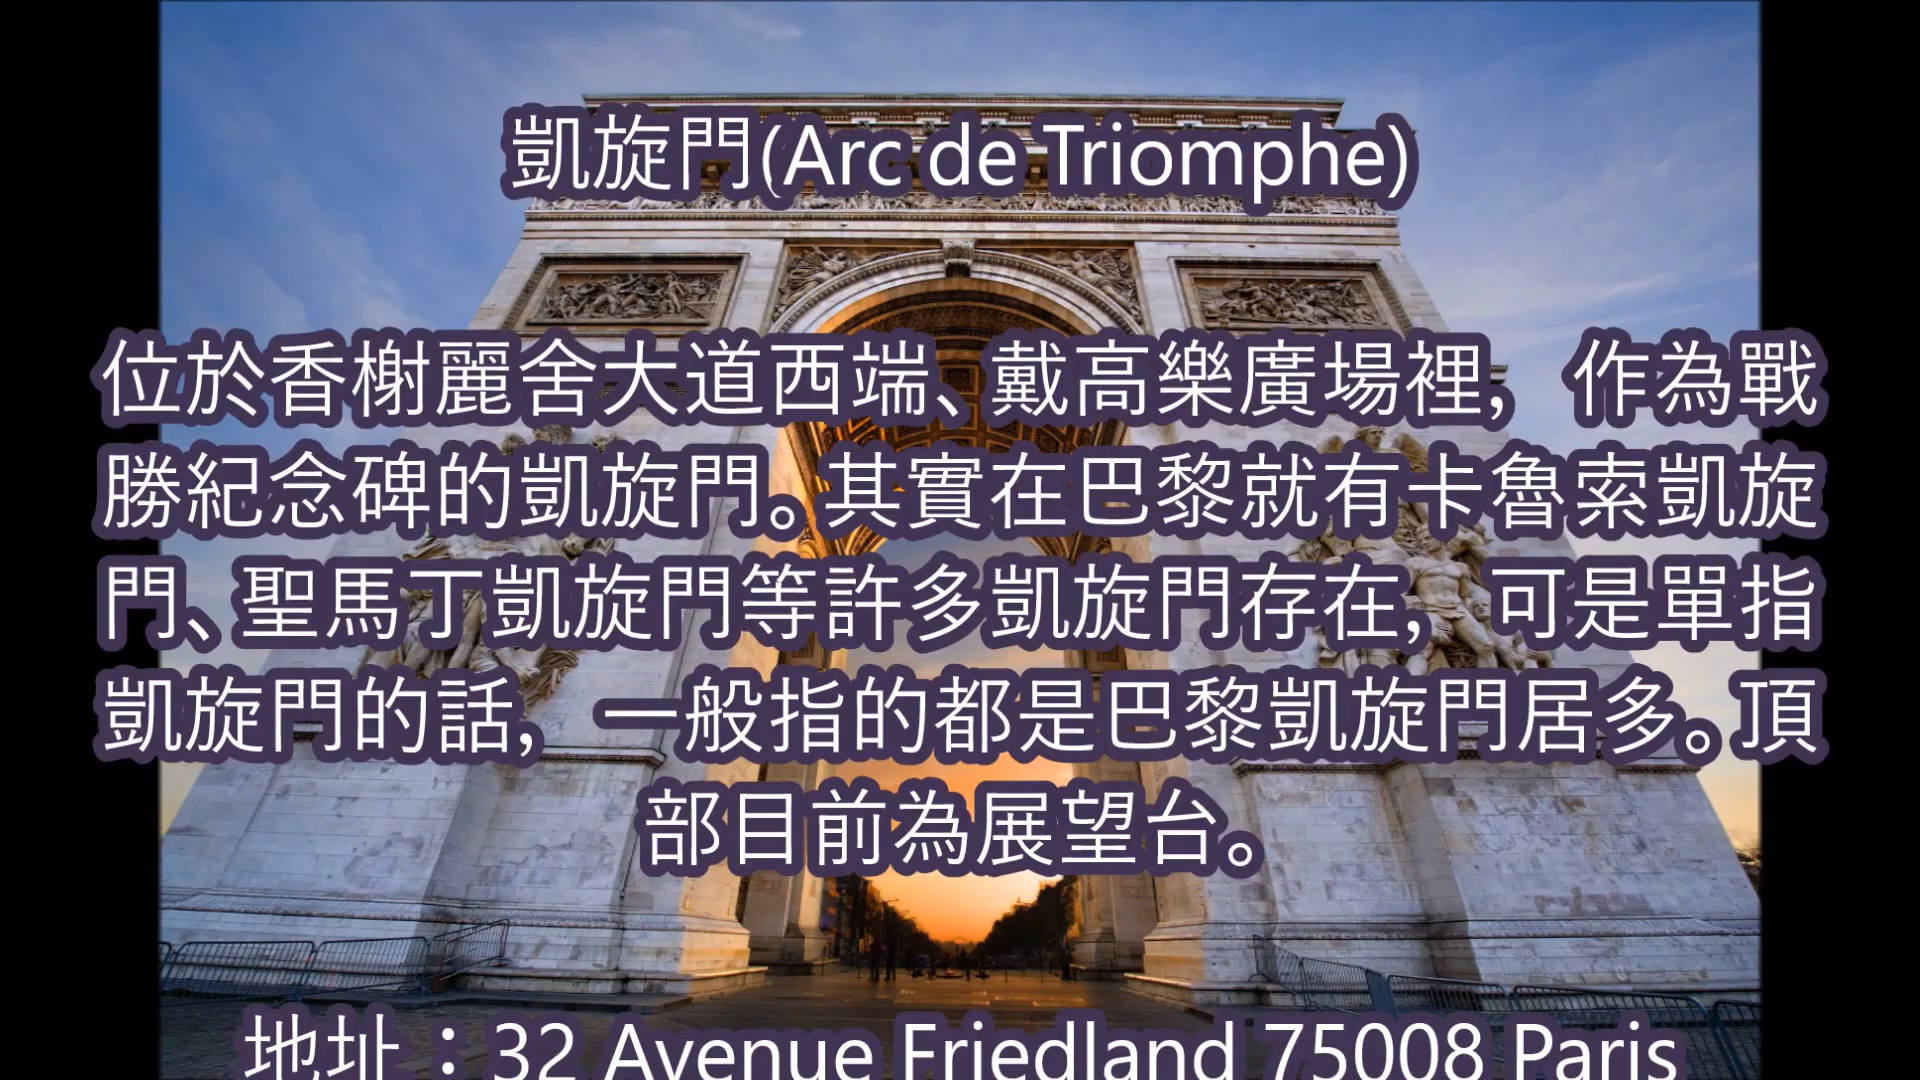 凱旋門(Arc de Triomphe)
位於香榭麗舍大道西端、戴高樂廣場裡，作為戰
勝紀念碑的凱旋門。其實在巴黎就有卡魯索凱旋
門、聖馬丁凱旋門等許多凱旋門存在，可是單指
凱旋門的話，一般指的都是巴黎凱旋門居多。頂
部目前為展望台。
地址：32 Avenue Friedland 75008 Paris